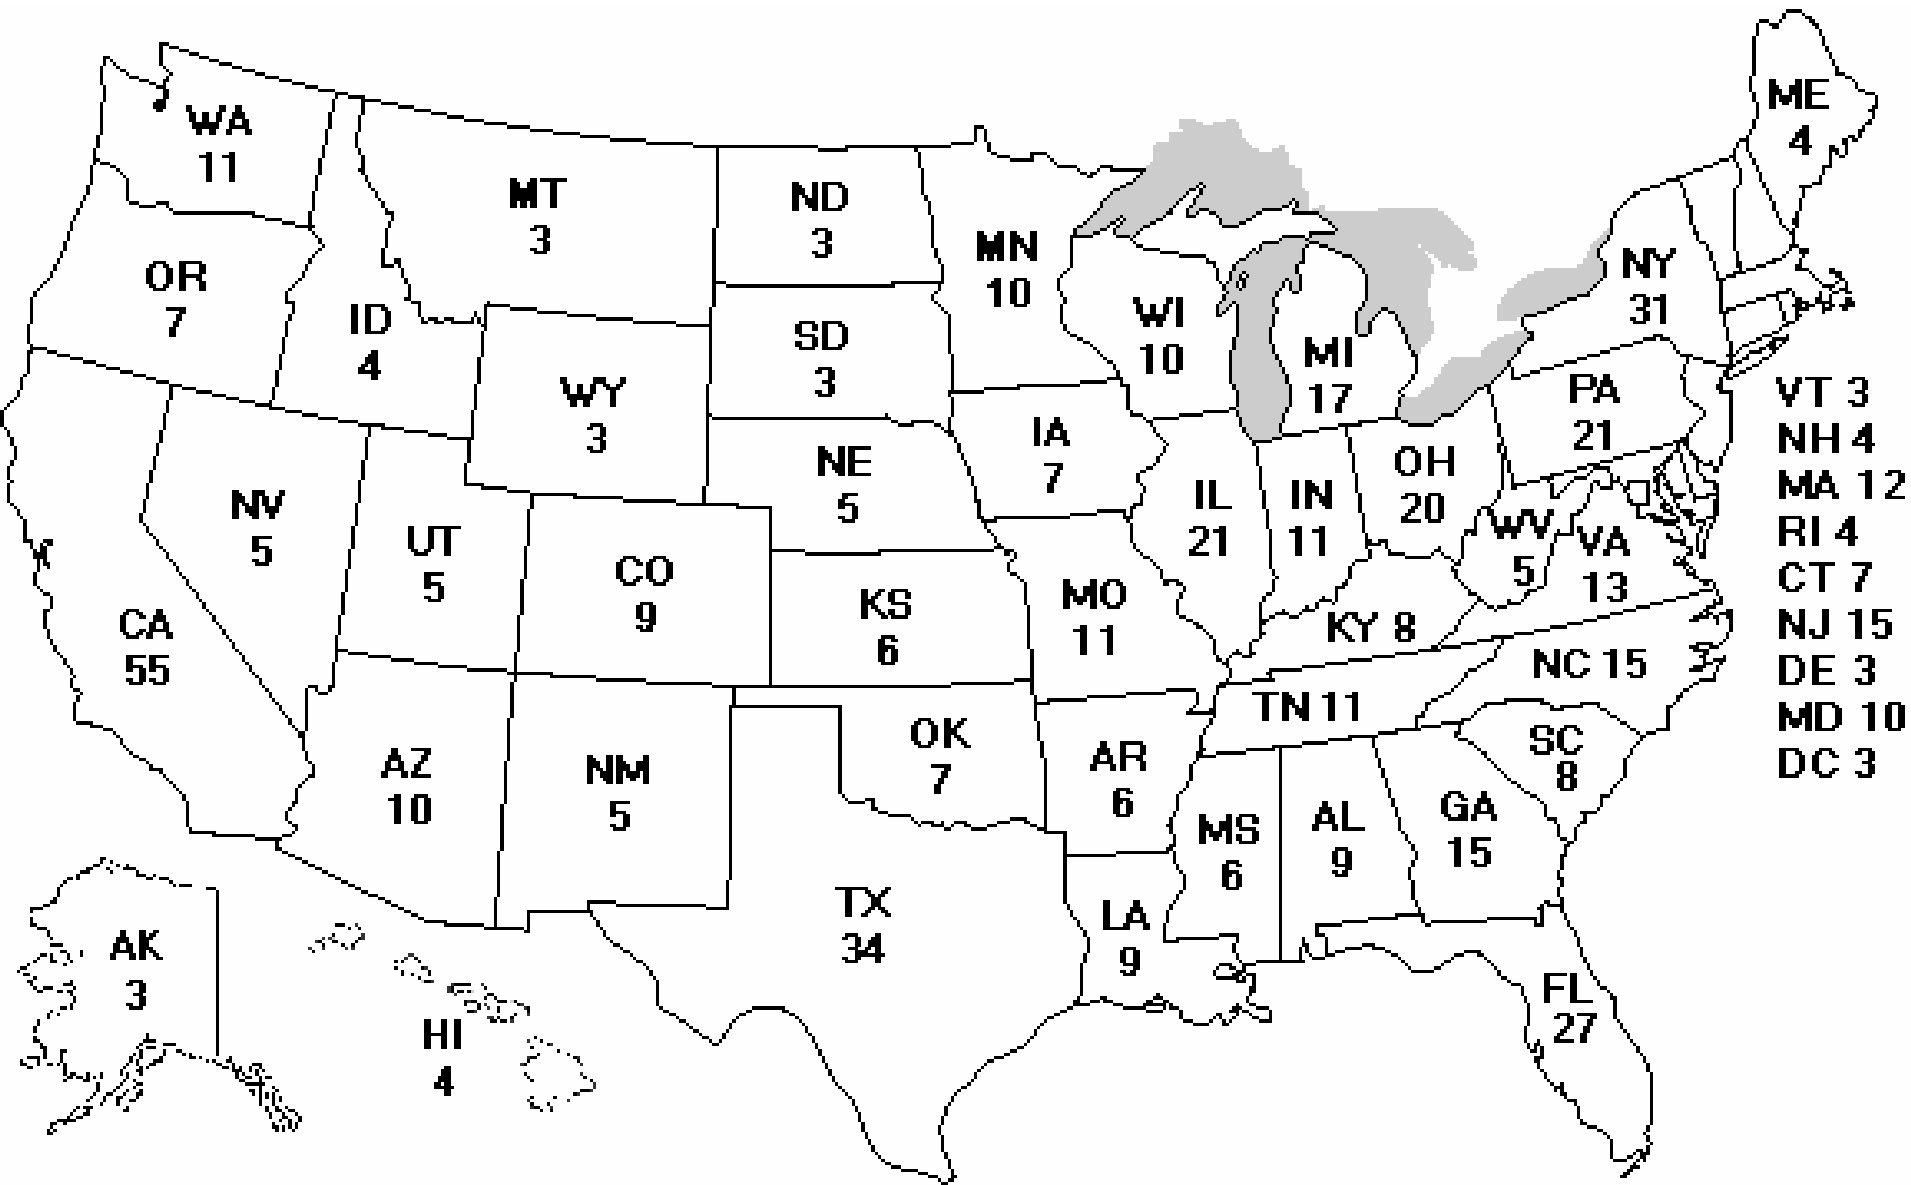 WA
11
OR
7
CA
55
ID
4
NV
5
MT
3
WY
3
UT
5
CO
9
AZ
10
NM
5
ND
3
SD
3
NE
5
KS
6
OK
7
TX
34
MN
10
IA
7
MO
11
AR
6
LA
9
WI
10
IL
21
MI
17
IN
11
OH
20
KY 8
TN 11
MS
6
AL
9
GA
15
FL
27
SC
8
NC 15
VA
13
WV
5
PA
21
NY
31
ME
4
VT 3
NH 4
MA 12
RI 4
CT 7
NJ 15
DE 3
MD 10
DC 3
AK
3
HI
4